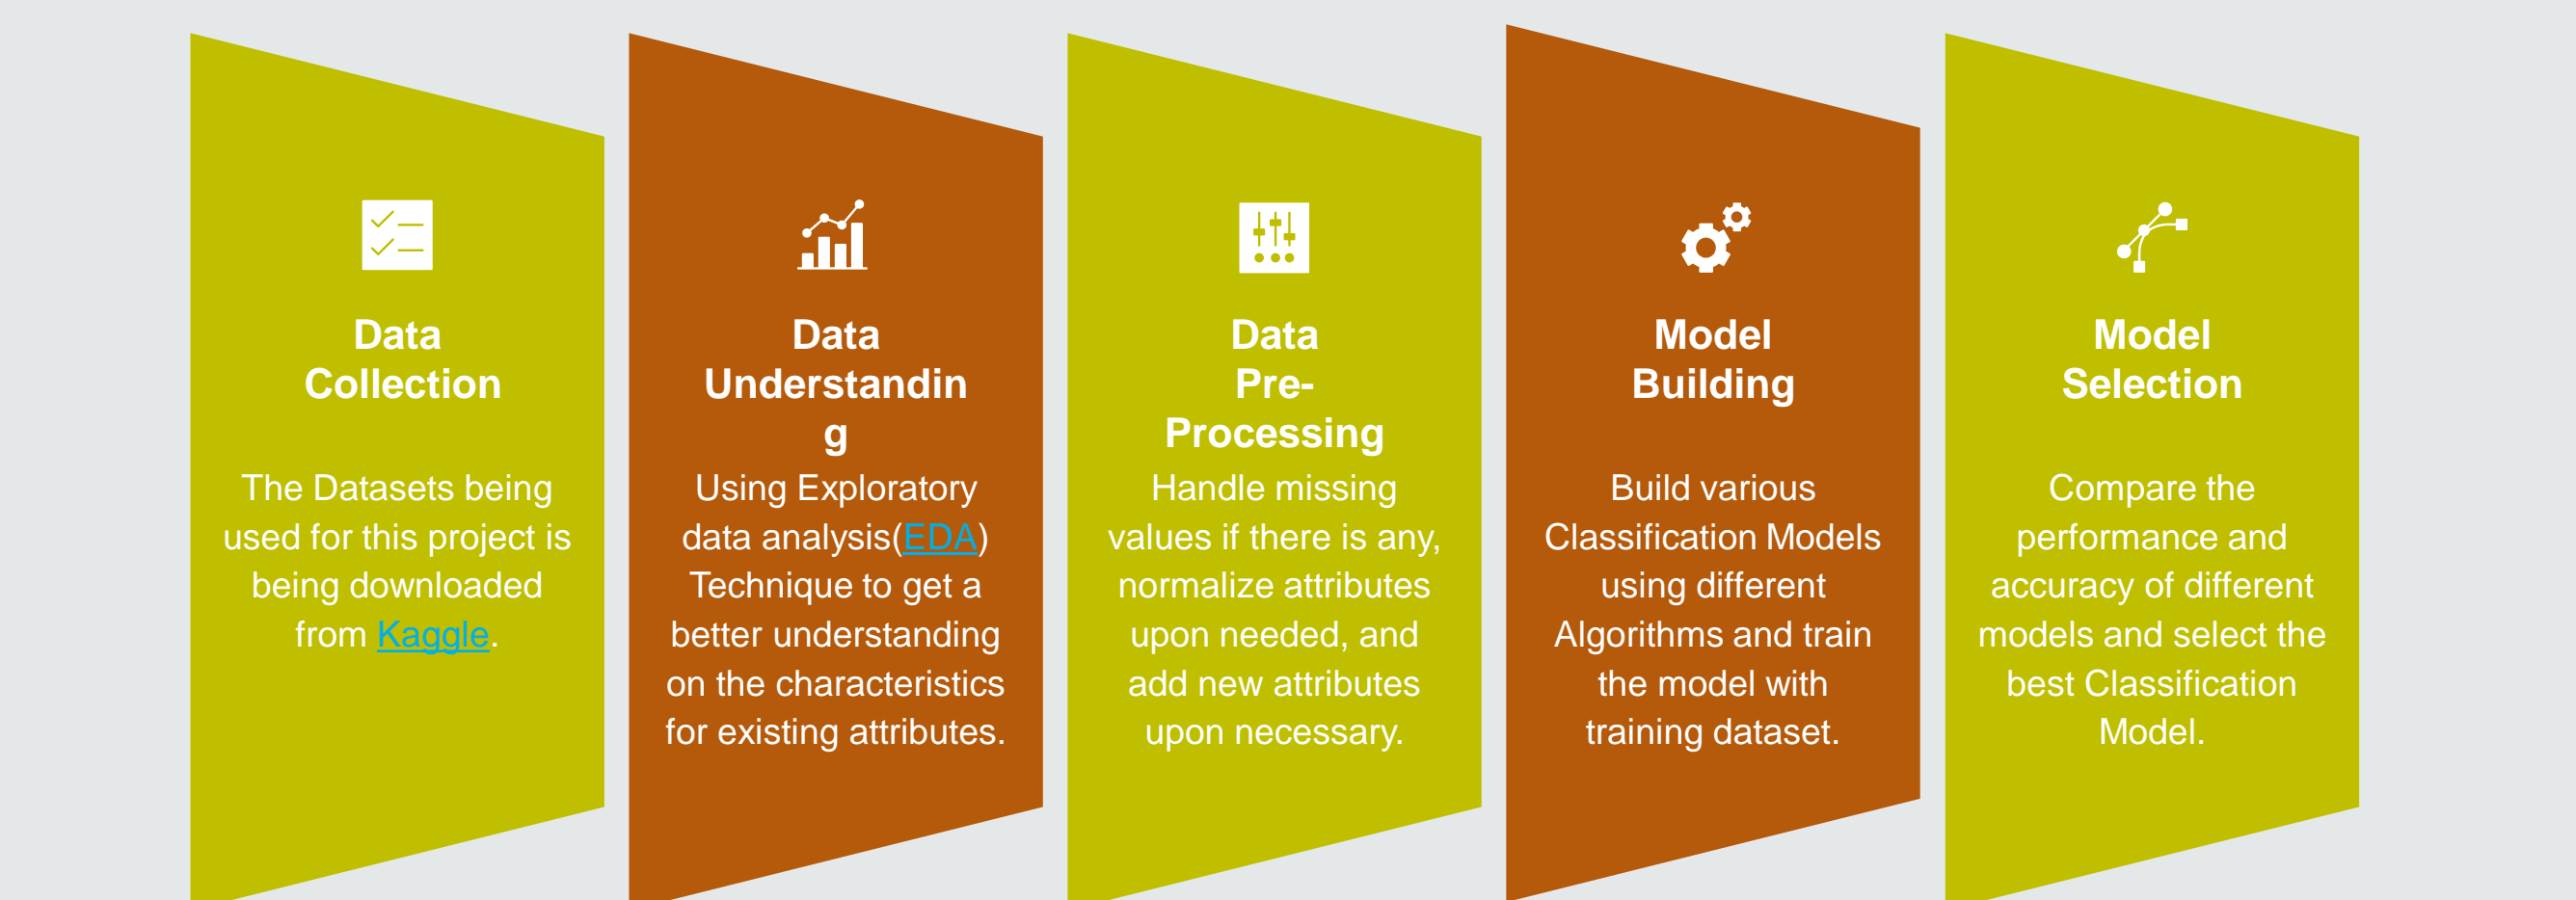 Data
Collection
The Datasets being
used for this project is
being downloaded
from Kaggle.
Data
Understandin
g
Using Exploratory
data analysis(EDA)
Technique to get a
better understanding
on the characteristics
for existing attributes.
Data
Pre-
Processing
Handle missing
values if there is any,
normalize attributes
upon needed, and
add new attributes
upon necessary.
Model
Building
Build various
Classification Models
using different
Algorithms and train
the model with
training dataset.
Model
Selection
Compare the
performance and
accuracy of different
models and select the
best Classification
Model.